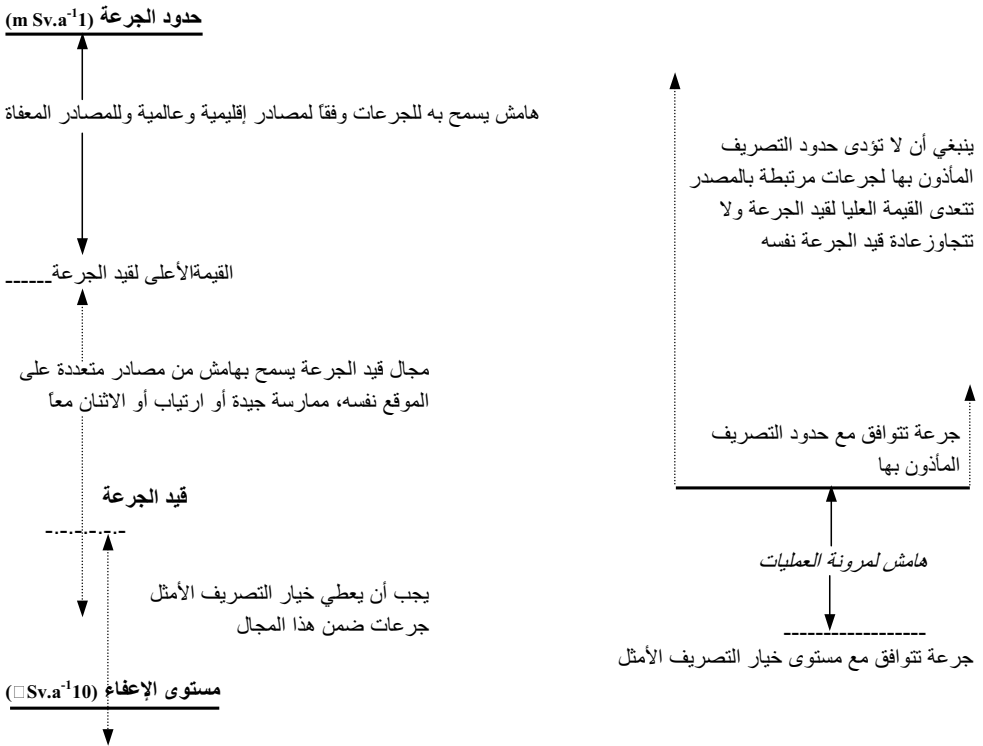 حدود الجرعة (m Sv.a-11)
هامش يسمح به للجرعات وفقاً لمصادر إقليمية وعالمية وللمصادر المعفاة
القيمةالأعلى لقيد الجرعة
مجال قيد الجرعة يسمح بهامش من مصادر متعددة على
الموقع نفسه، ممارسة جيدة أو ارتياب أو الاثنان معاً
قيد الجرعة
يجب أن يعطي خيار التصريف الأمثل
جرعات ضمن هذا المجال
مستوى الإعفاء (□Sv.a-110)
ينبغي أن لا تؤدى حدود التصريف
المأذون بها لجرعات مرتبطة بالمصدر
تتعدى القيمة العليا لقيد الجرعة ولا
تتجاوزعادة قيد الجرعة نفسه
جرعة تتوافق مع حدود التصريف
المأذون بها
هامش لمرونة العمليات
جرعة تتوافق مع مستوى خيار التصريف الأمثل